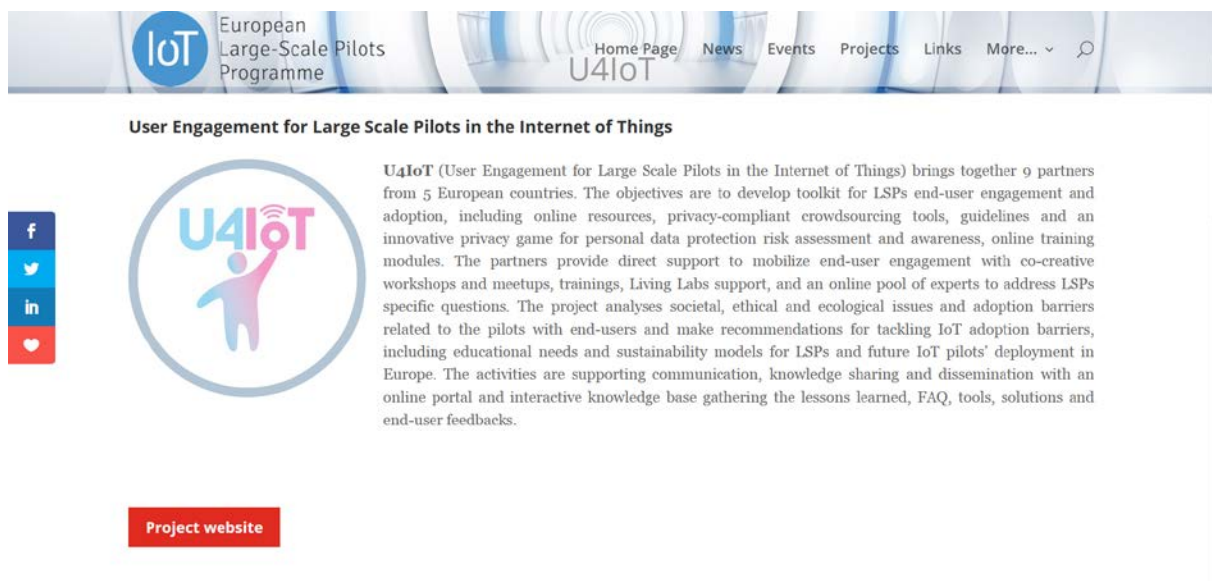 IoT
European
Large-Scale Pilots
Programme
Home Page News Events Projects Links More...
U4IoT
User Engagement for Large Scale Pilots in the Internet of Things
U4IoT
U4IoT (User Engagement for Large Scale Pilots in the Internet of Things) brings together 9 partners
from 5 European countries. The objectives are to develop toolkit for LSPs end-user engagement and
adoption, including online resources, privacy-compliant crowdsourcing tools, guidelines and an
innovative privacy game for personal data protection risk assessment and awareness, online training
modules. The partners provide direct support to mobilize end-user engagement with co-creative
workshops and meetups, trainings, Living Labs support, and an online pool of experts to address LSPs
specific questions. The project analyses societal, ethical and ecological issues and adoption barriers
related to the pilots with end-users and make recommendations for tackling IoT adoption barriers,
including educational needs and sustainability models for LSPs and future IoT pilots' deployment in
Europe. The activities are supporting communication, knowledge sharing and dissemination with an
online portal and interactive knowledge base gathering the lessons learned, FAQ, tools, solutions and
end-user feedbacks.
f
in
Project website